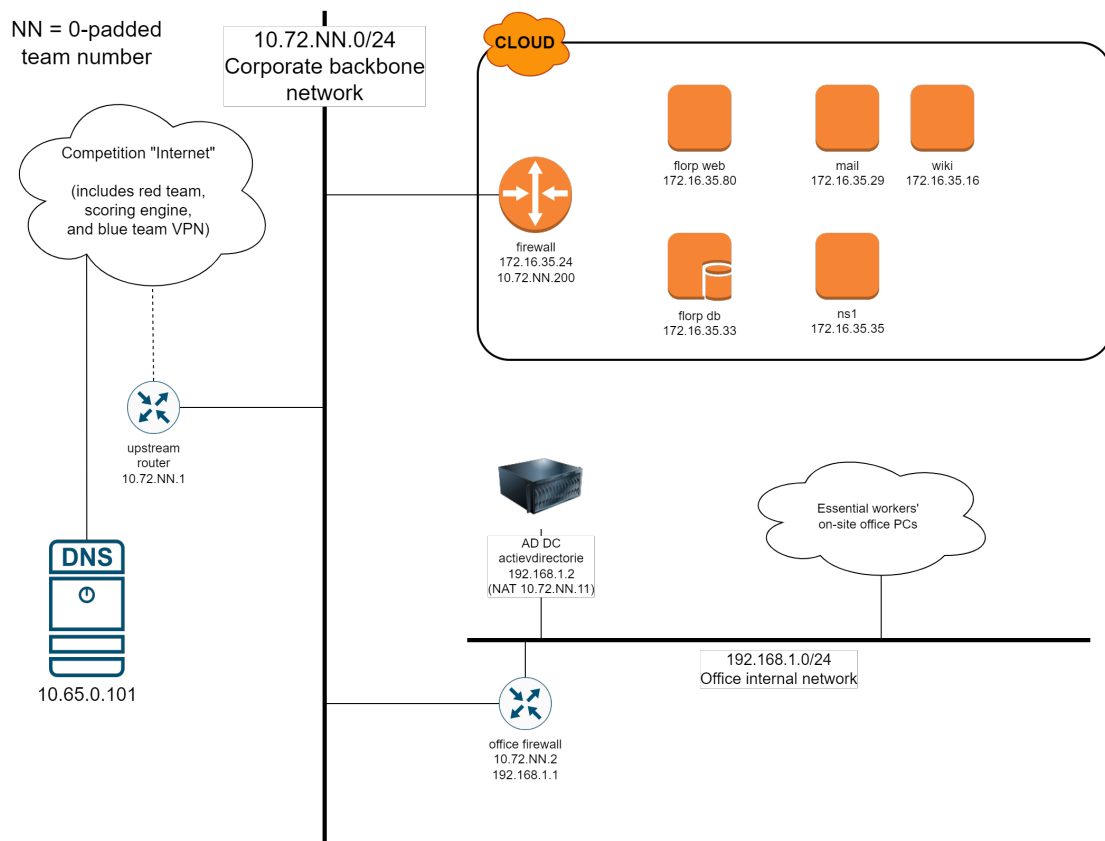 NN = 0-padded
team number
10.72.NN.0/24
Corporate backbone
network
CLOUD
Competition "Internet"
(includes red team,
scoring engine,
and blue team VPN)
florp web
172.16.35.80
mail
172.16.35.29
wiki
172.16.35.16
firewall
172.16.35.24
10.72.NN.200
florp db
172.16.35.33
ns1
172.16.35.35
upstream
router
10.72.NN.1
DNS
10.65.0.101
AD DC
actievdirectorie
192.168.1.2
(NAT 10.72.NN.11)
Essential workers'
on-site office PCs
192.168.1.0/24
Office internal network
office firewall
10.72.NN.2
192.168.1.1